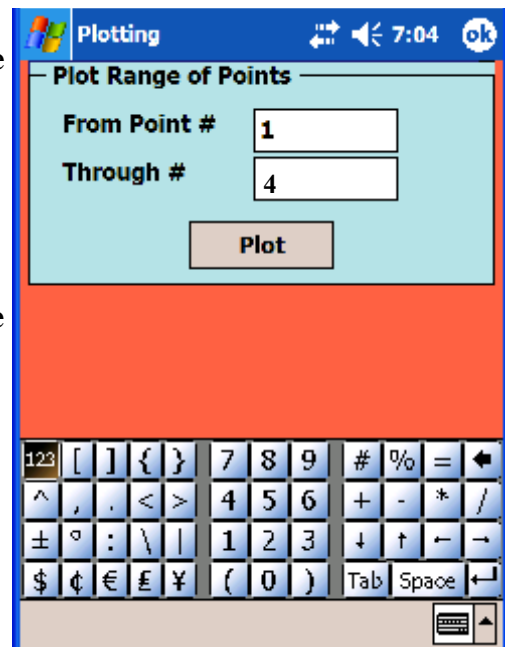 Plotting 7:04 ok
e
Plot Range of Points
From Point # 1
Through # 4
Plot
e
123 [ ] { } 7 8 9 # % = ←
^ , . < > 4 5 6 + - * /
± º : \ | 1 2 3 ↓ ↑ ← →
$ ¢ € ₤ ¥ ( 0 ) Tab Space ↵